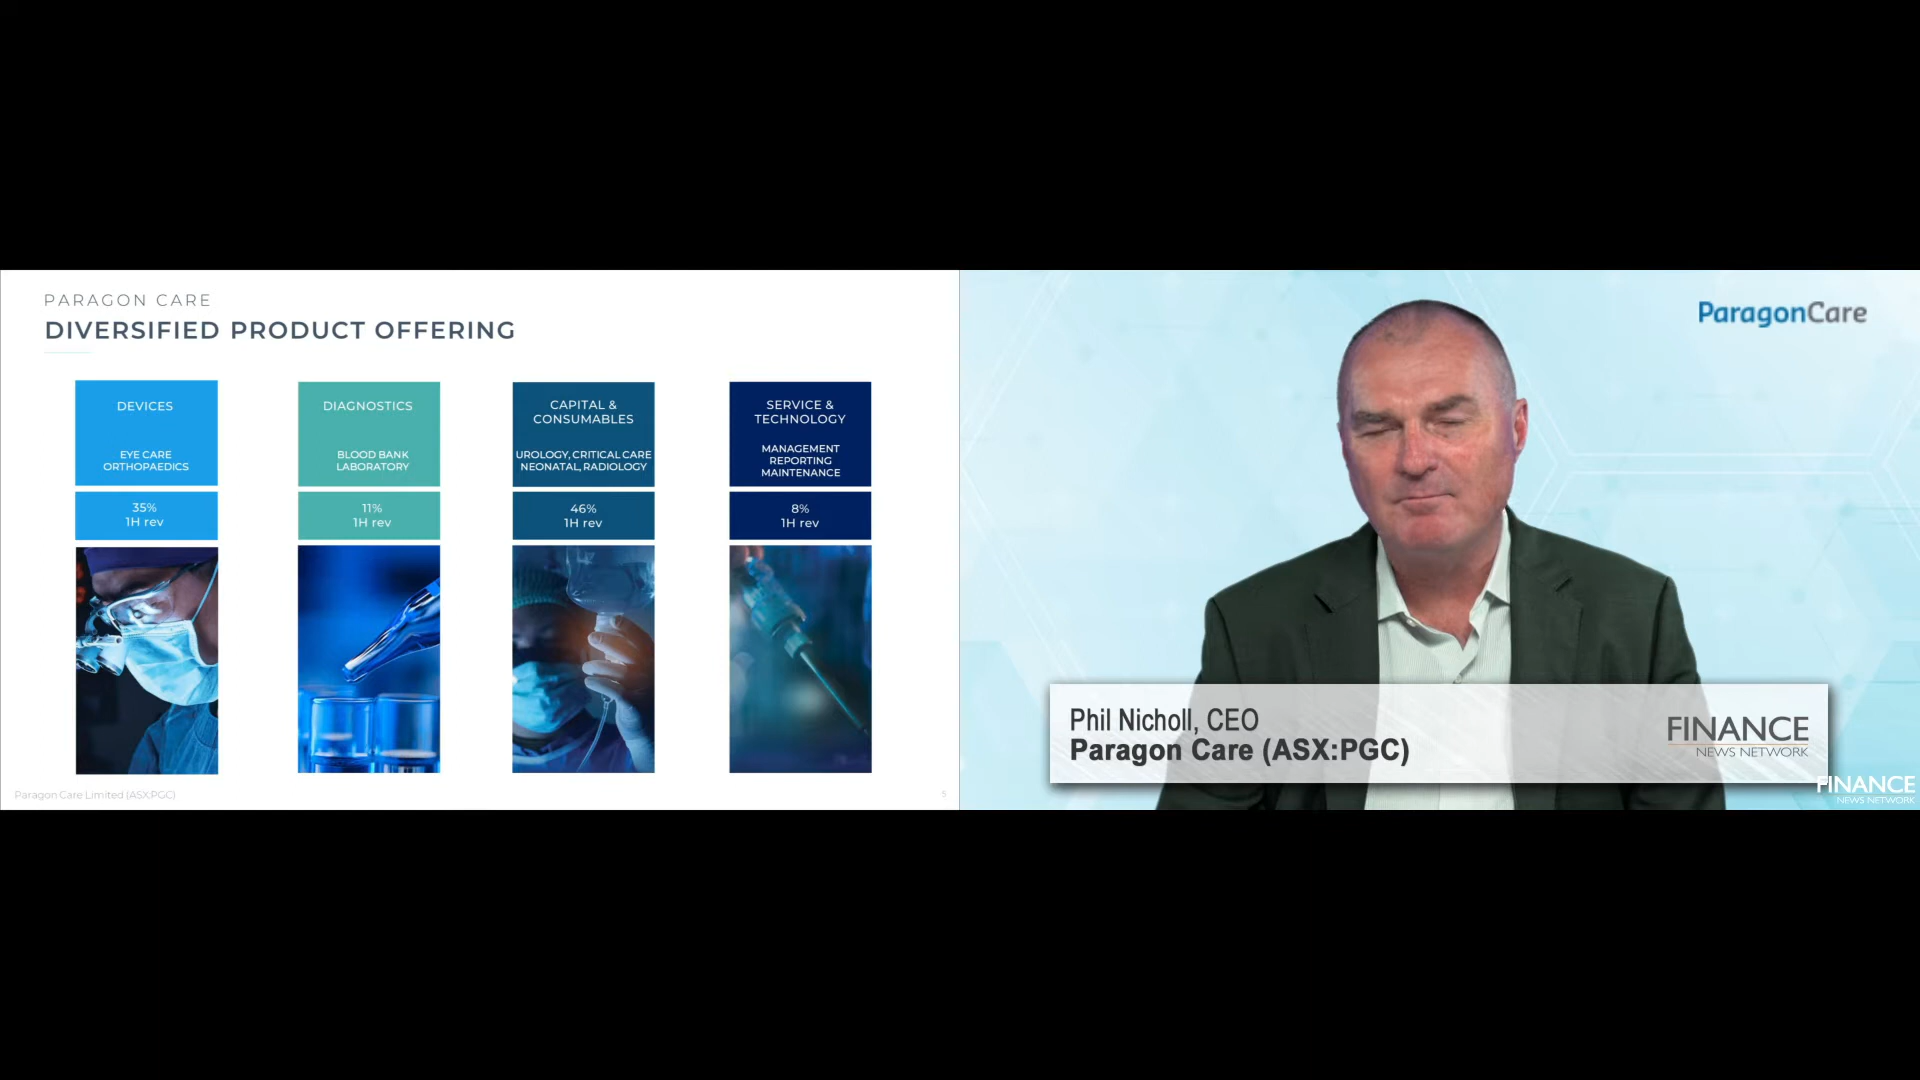 PARAGON CARE
DIVERSIFIED PRODUCT OFFERING
DEVICES
EYE CARE
ORTHOPAEDICS
35%
1H rev
DIAGNOSTICS
BLOOD BANK
LABORATORY
11%
1H rev
CAPITAL &
CONSUMABLES
UROLOGY, CRITICAL CARE
NEONATAL, RADIOLOGY
46%
1H rev
SERVICE &
TECHNOLOGY
MANAGEMENT
REPORTING
MAINTENANCE
8%
1H rev
Paragon Care Limited (ASX:PGC)
5
ParagonCare
Phil Nicholl, CEO
Paragon Care (ASX:PGC)
FINANCE
NEWS NETWORK
FINANCE
NEWS NETWORK